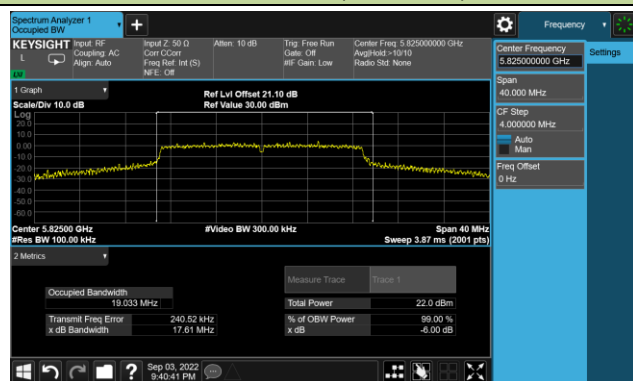 Spectrum Analyzer 1
Occupied BW
Frequency
KEYSIGHT
L
Input: RF
Coupling: AC
Align: Auto
Input Z: 50 Ω
Corr CCorr
Freq Ref: Int (S)
NFE: Off
Atten: 10 dB
Trig: Free Run
Gate: Off
#IF Gain: Low
Center Freq: 5.825000000 GHz
Avg|Hold:>10/10
Radio Std: None
Center Frequency
5.825000000 GHz
Settings
Span
40.000 MHz
CF Step
4.000000 MHz
Auto
Man
Freq Offset
0 Hz
1 Graph
Scale/Div 10.0 dB
Ref Lvl Offset 21.10 dB
Ref Value 30.00 dBm
Log
20.0
10.0
0.00
-10.0
-20.0
-30.0
-40.0
-50.0
-60.0
Center 5.82500 GHz
#Res BW 100.00 kHz
#Video BW 300.00 kHz
Span 40 MHz
Sweep 3.87 ms (2001 pts)
2 Metrics
Measure Trace
Trace 1
Occupied Bandwidth
19.033 MHz
Total Power
22.0 dBm
Transmit Freq Error
240.52 kHz
% of OBW Power
99.00 %
x dB Bandwidth
17.61 MHz
x dB
-6.00 dB
?
Sep 03, 2022
9:40:41 PM